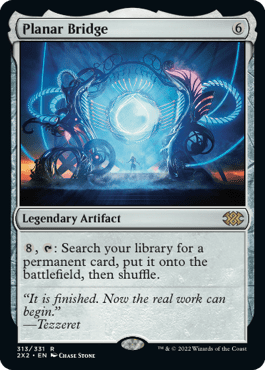 Planar Bridge 6
Legendary Artifact
8, T: Search your library for a
permanent card, put it onto the
battlefield, then shuffle.
"It is finished. Now the real work can
begin."
—Tezzeret
313/331 R
2X2 • EN CHASE STONE
™ & © 2022 Wizards of the Coast